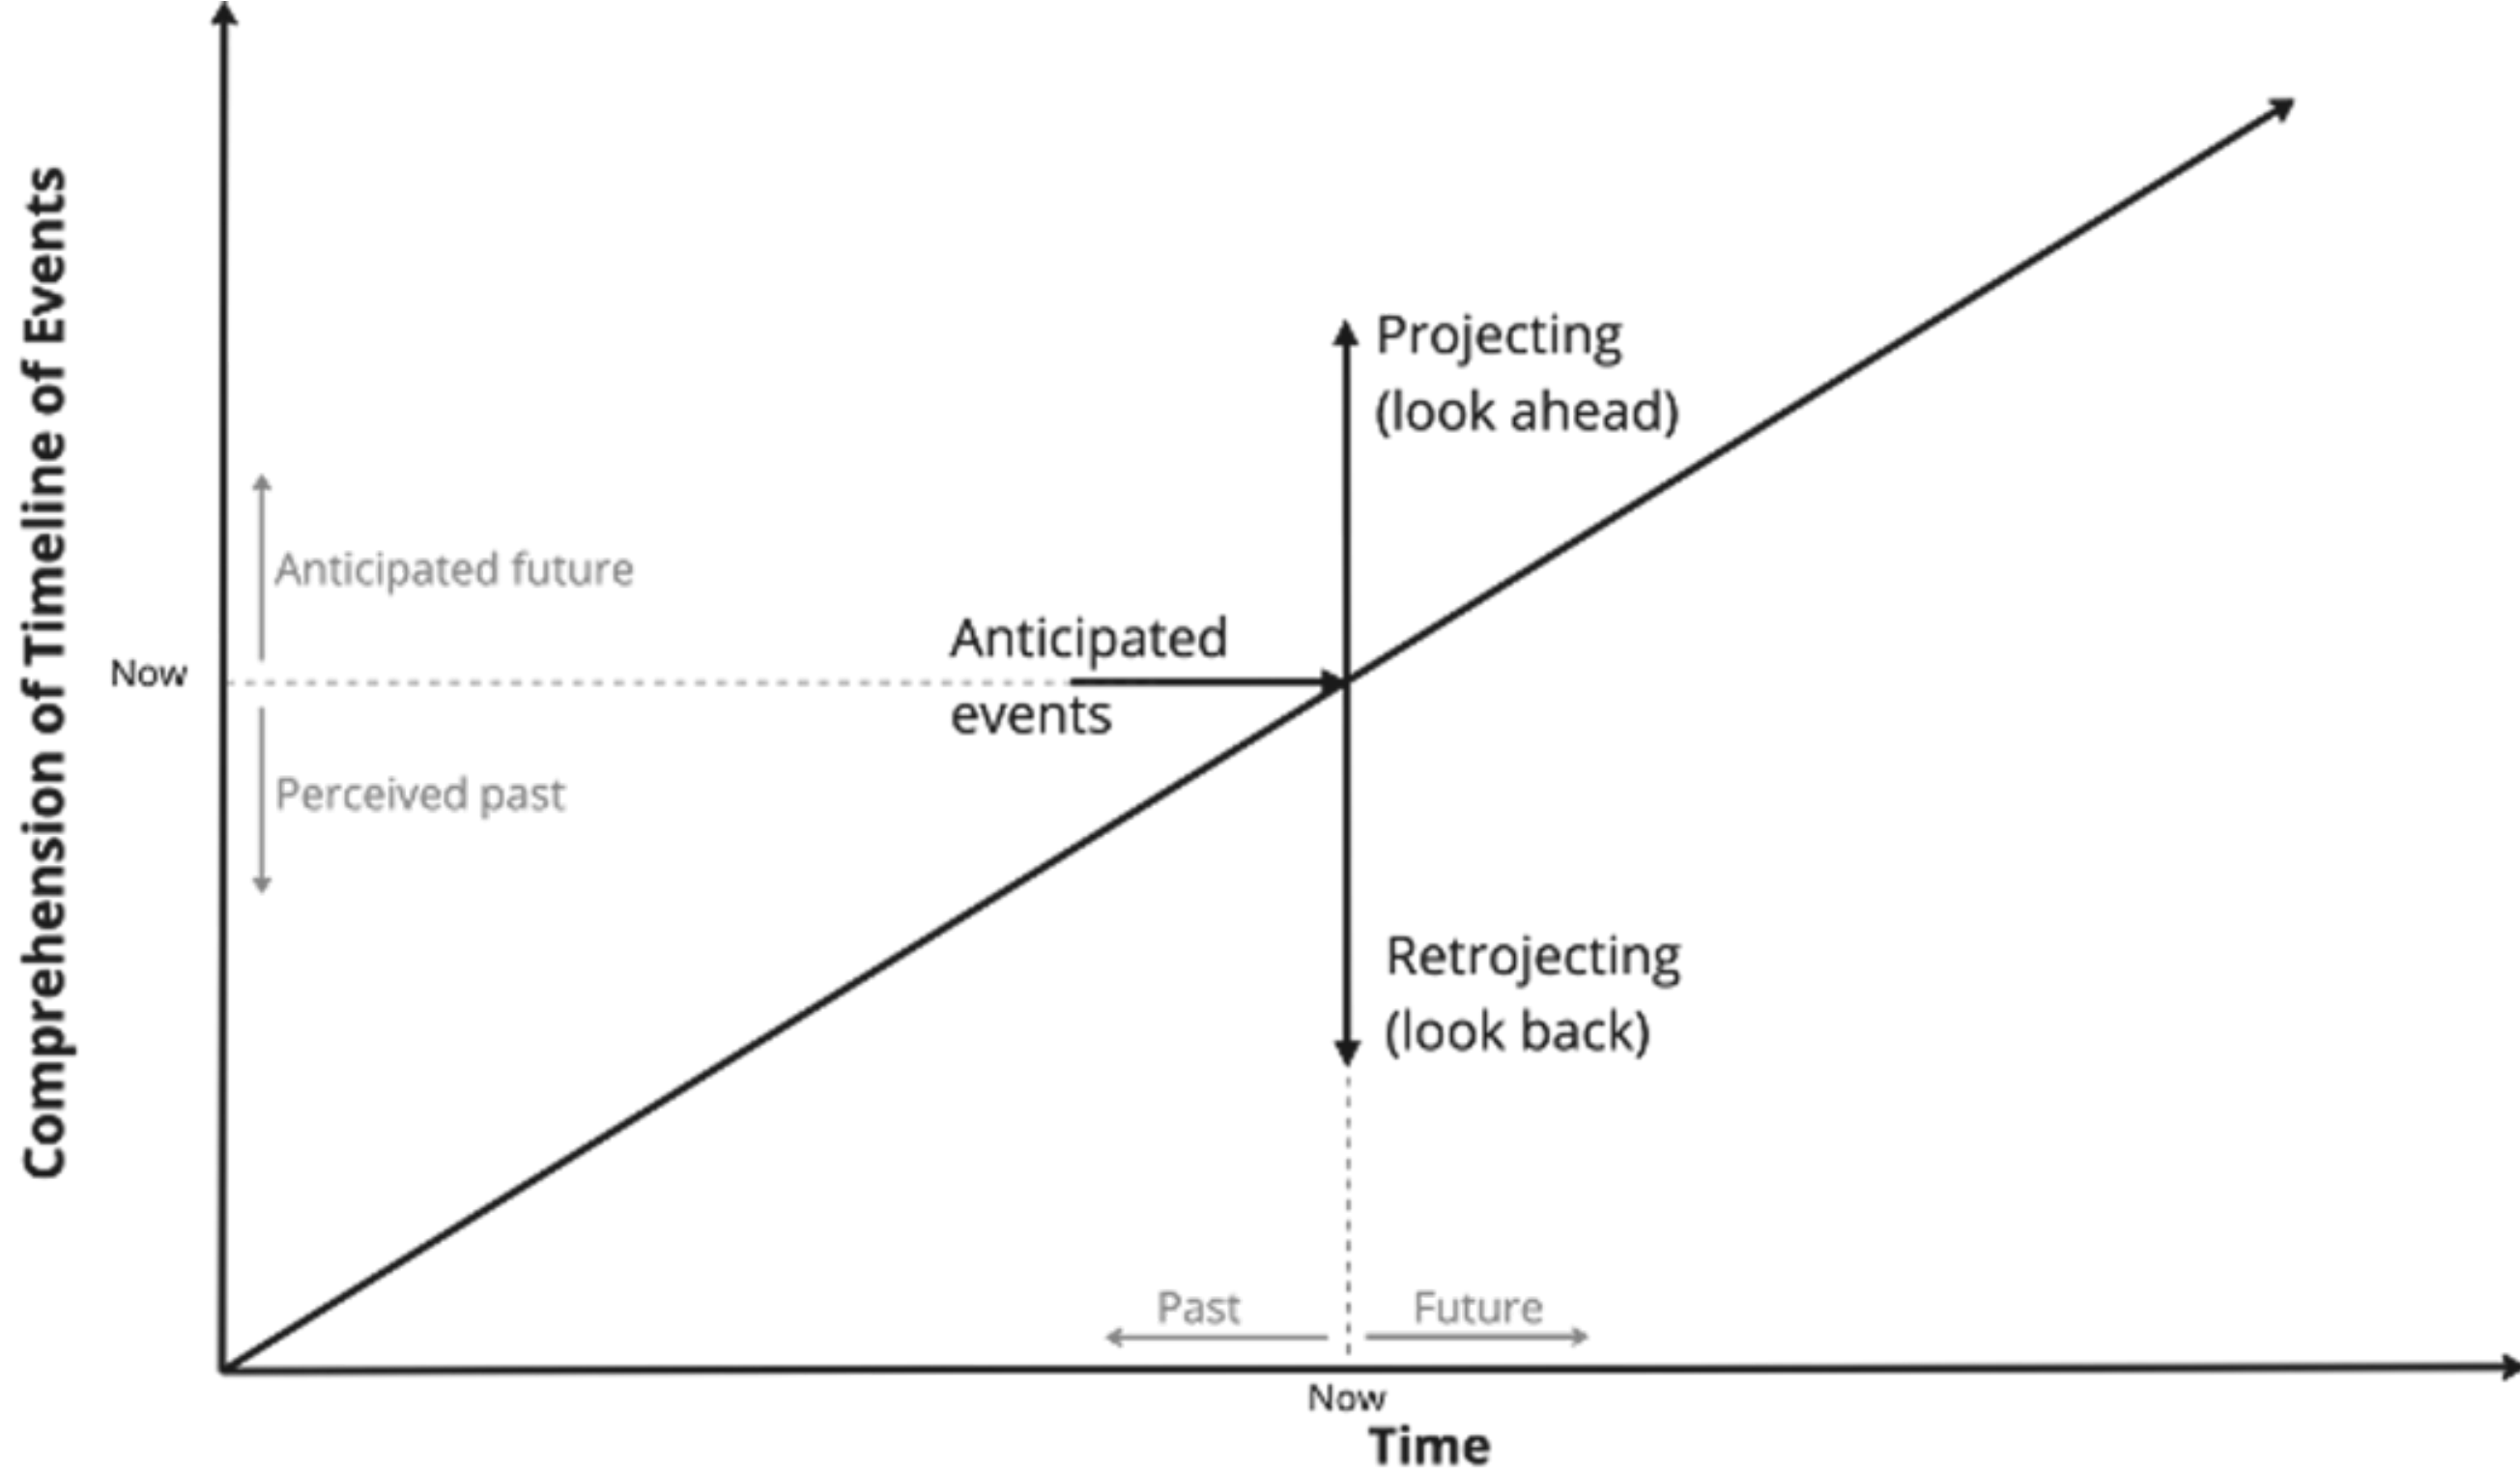 Comprehension of Timeline of Events
Projecting
(look ahead)
Anticipated future
Anticipated
events
Now
Perceived past
Retrojecting
(look back)
Past
Future
Now
Time